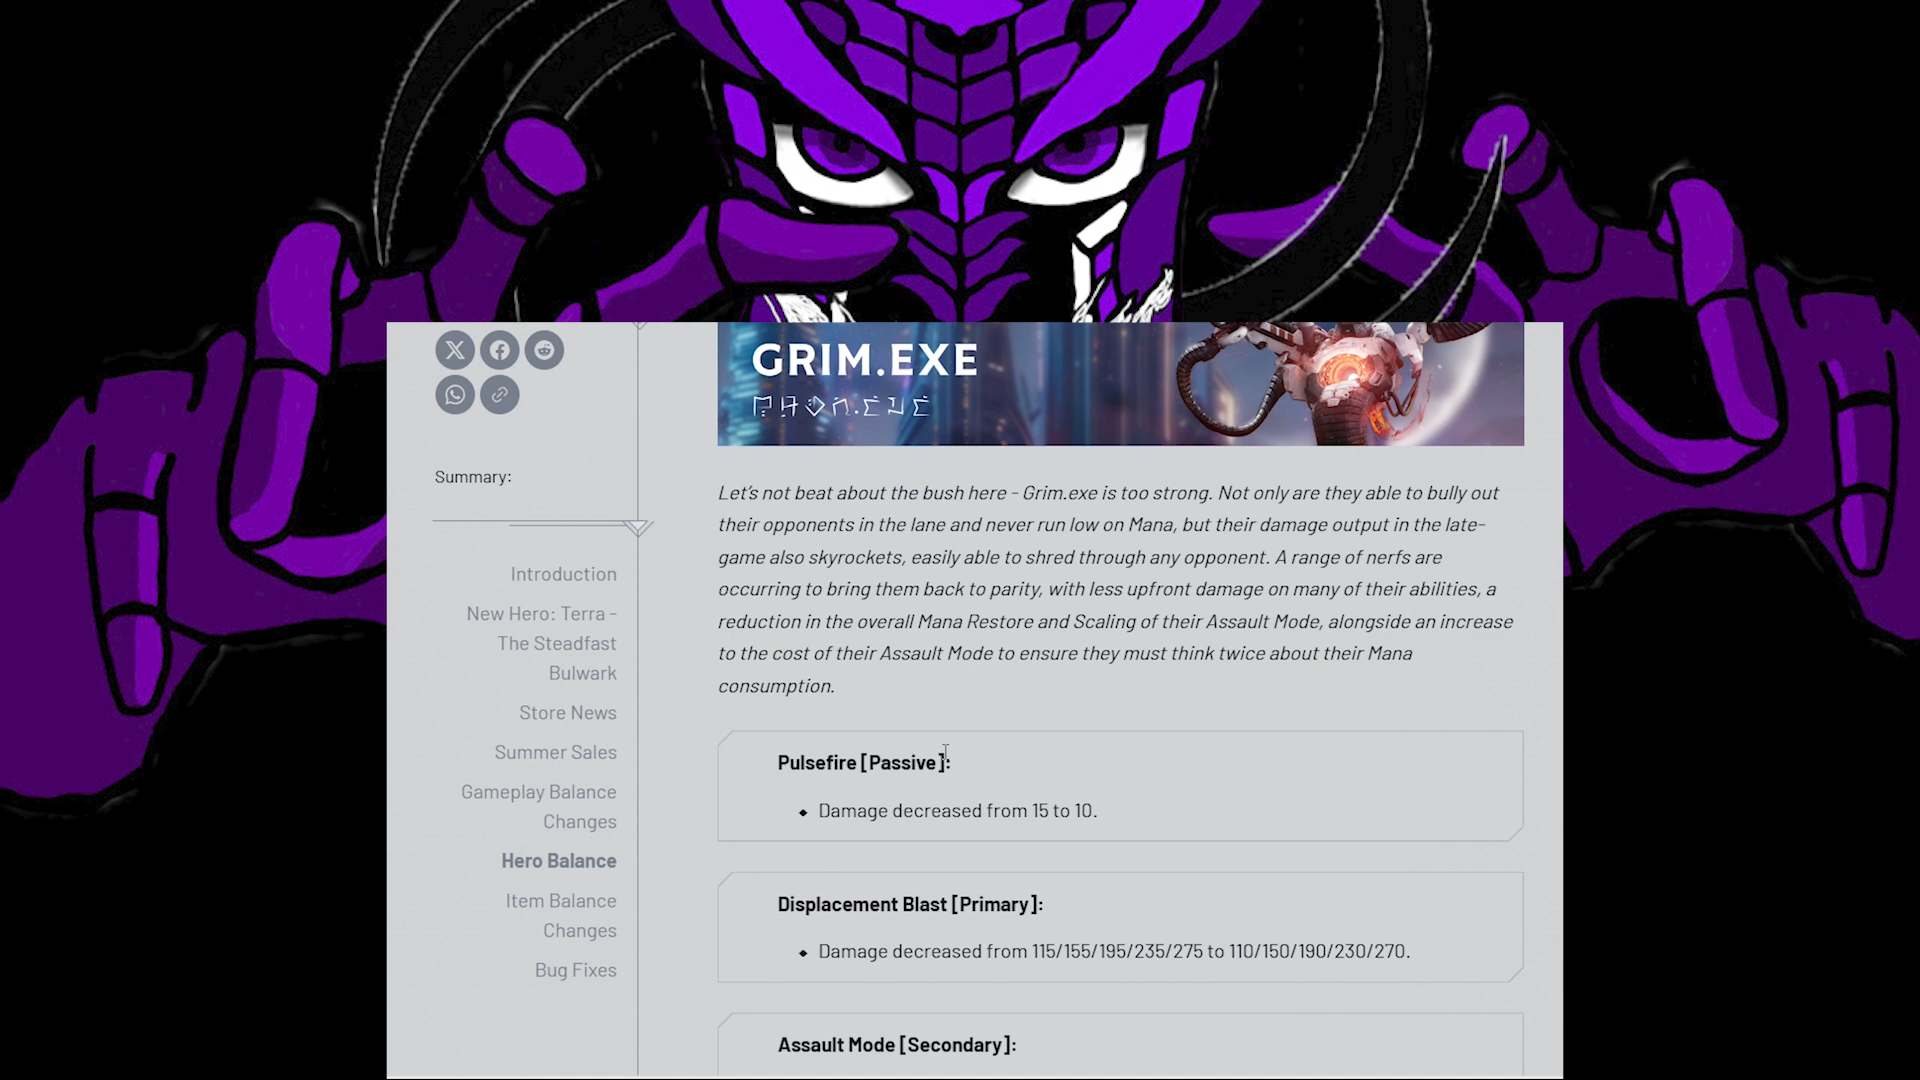 GRIM.EXE
Summary:
Introduction
New Hero: Terra -
The Steadfast
Bulwark
Store News
Summer Sales
Gameplay Balance
Changes
Hero Balance
Item Balance
Changes
Bug Fixes
Let's not beat about the bush here - Grim.exe is too strong. Not only are they able to bully out
their opponents in the lane and never run low on Mana, but their damage output in the late-
game also skyrockets, easily able to shred through any opponent. A range of nerfs are
occurring to bring them back to parity, with less upfront damage on many of their abilities, a
reduction in the overall Mana Restore and Scaling of their Assault Mode, alongside an increase
to the cost of their Assault Mode to ensure they must think twice about their Mana
consumption.
Pulsefire [Passive]:
Damage decreased from 15 to 10.
Displacement Blast [Primary]:
Damage decreased from 115/155/195/235/275 to 110/150/190/230/270.
Assault Mode [Secondary]: